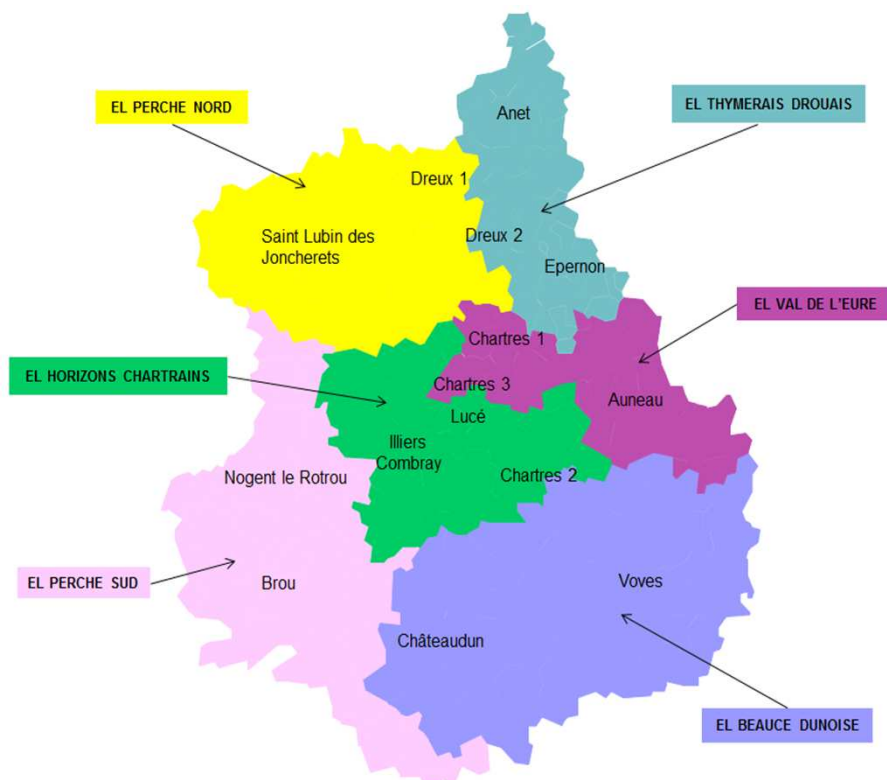 EL PERCHE NORD
EL THYMERAIS DROUAIS
Anet
Dreux 1
Dreux 2
Saint Lubin des
Joncherets
Epernon
EL VAL DE L'EURE
Chartres 1
EL HORIZONS CHARTRAINS
Chartres 3
Auneau
Lucé
Illiers
Combray
Nogent le Rotrou
Chartres 2
EL PERCHE SUD
Brou
Voves
Châteaudun
EL BEAUCE DUNOISE